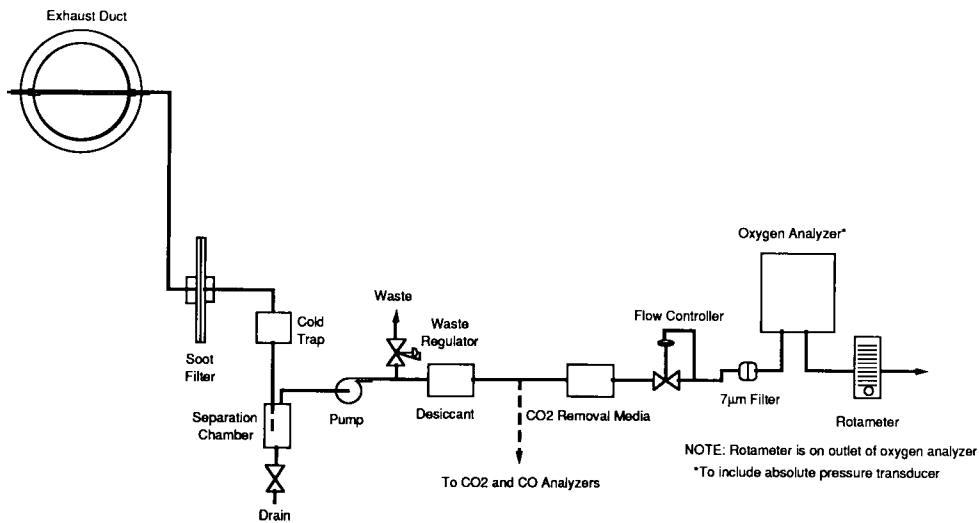 Exhaust Duct
Oxygen Analyzer*
Waste
Waste
Regulator
Flow Controller
Cold
Trap
Soot
Filter
Separation
Chamber
Pump
Desiccant
CO2 Removal Media
7μm Filter
Rotameter
To CO2 and CO Analyzers
Drain
NOTE: Rotameter is on outlet of oxygen analyzer
*To include absolute pressure transducer